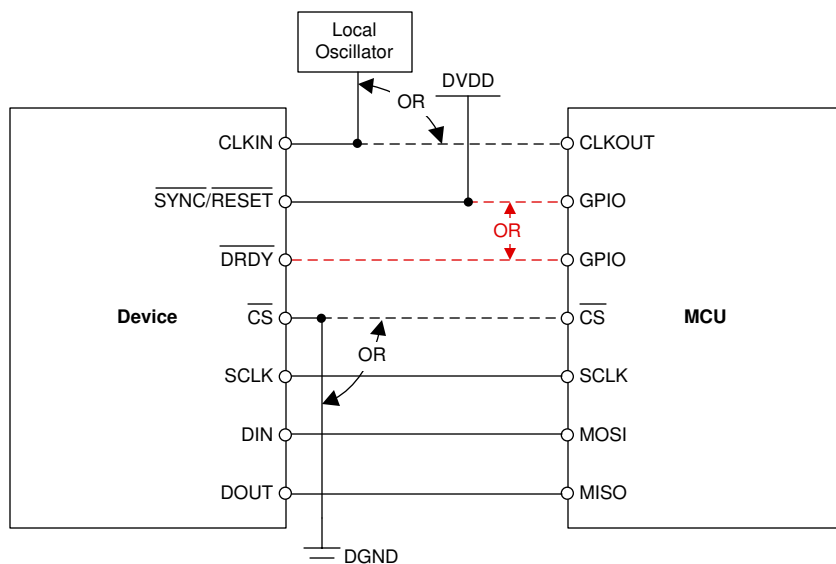 Local
Oscillator
DVDD
OR
CLKIN
CLKOUT
SYNC/RESET
GPIO
OR
DRDY
GPIO
Device
CS
CS
MCU
OR
SCLK
SCLK
DIN
MOSI
DOUT
MISO
DGND